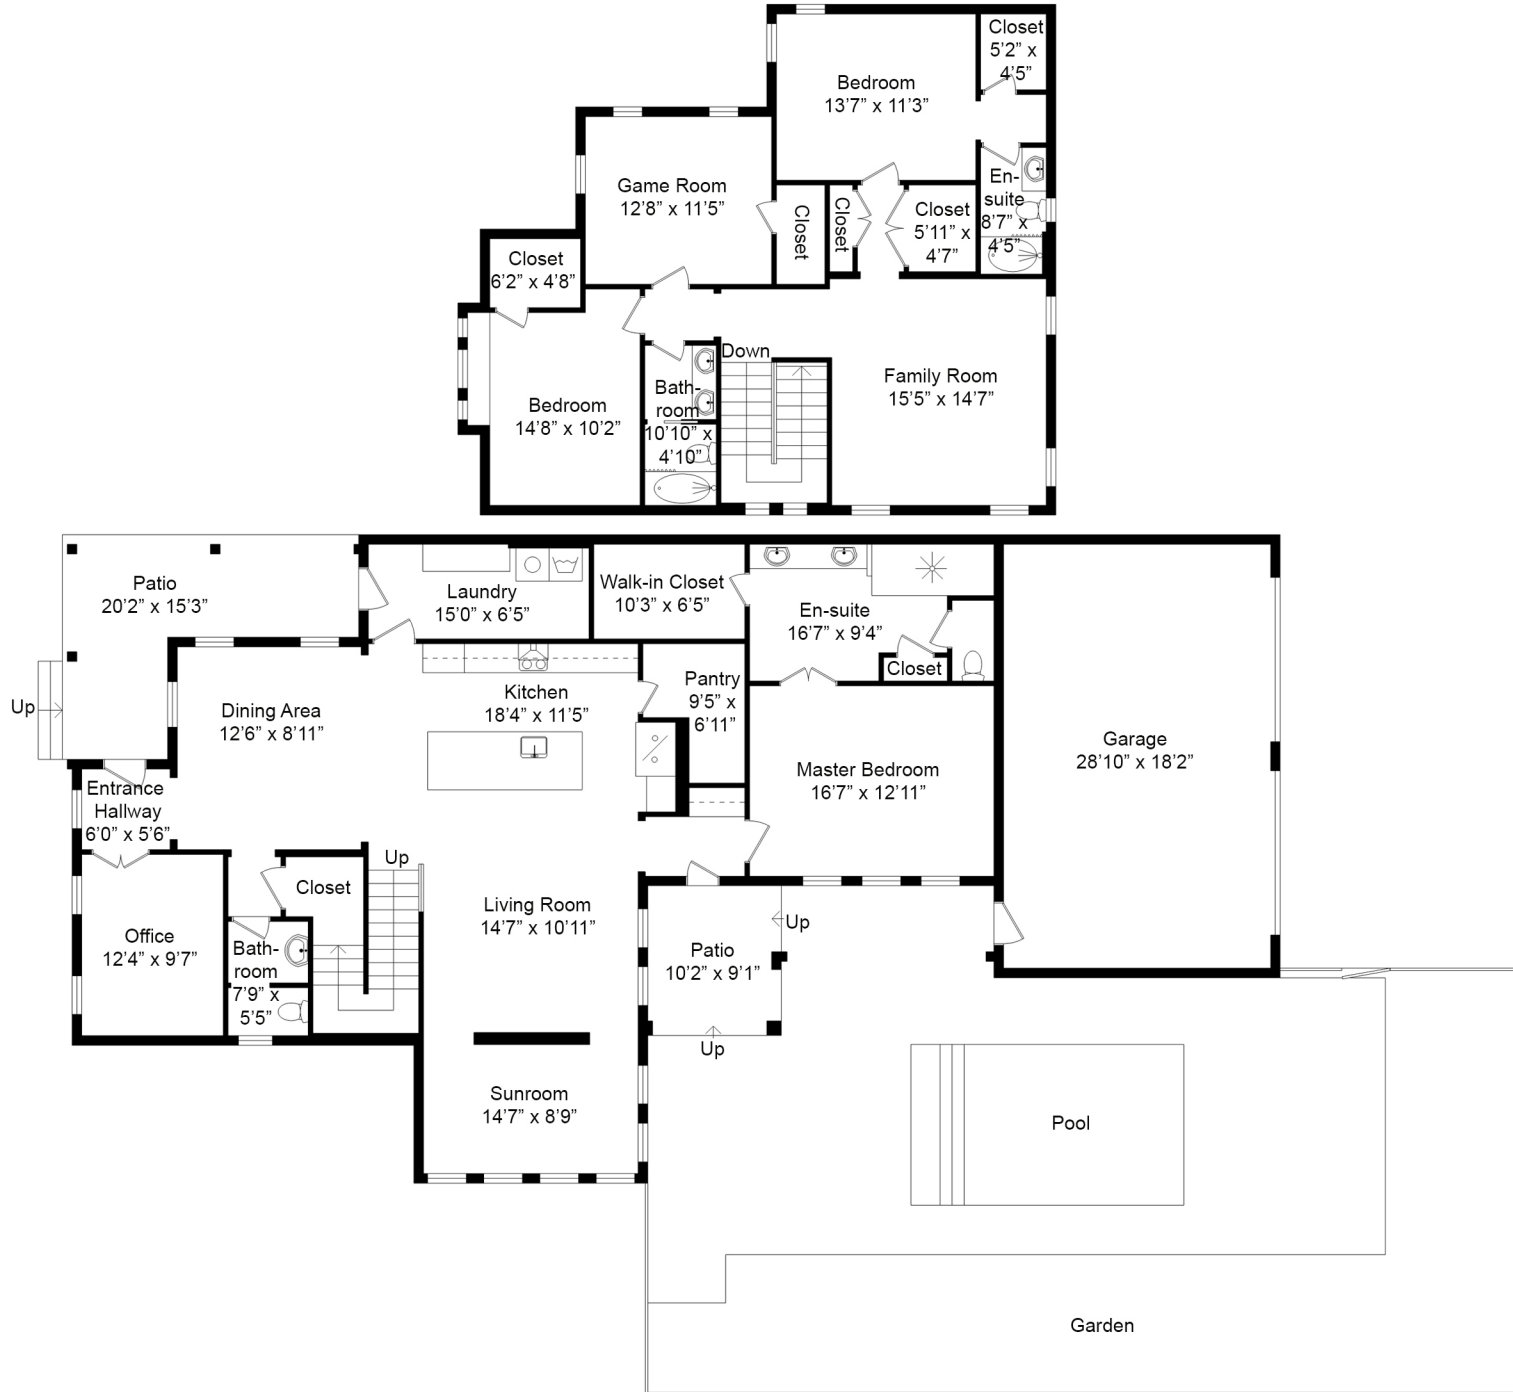 Closet
5’2” x
4’5”
Bedroom
13’7” x 11’3”
Game Room
12’8” x 11’5”
Closet
Closet
Closet
5’11” x
4’7”
En-
suite
8’7” x
4’5”
Closet
6’2” x 4’8”
Down
Bedroom
14’8” x 10’2”
Bath-
room
10’10” x
4’10”
Family Room
15’5” x 14’7”
Patio
20’2” x 15’3”
Laundry
15’0” x 6’5”
Walk-in Closet
10’3” x 6’5”
En-suite
16’7” x 9’4”
Closet
Up
Dining Area
12’6” x 8’11”
Kitchen
18’4” x 11’5”
Pantry
9’5” x
6’11”
Master Bedroom
16’7” x 12’11”
Garage
28’10” x 18’2”
Entrance
Hallway
6’0” x 5’6”
Up
Closet
Office
12’4” x 9’7”
Bath-
room
7’9” x
5’5”
Living Room
14’7” x 10’11”
Up
Patio
10’2” x 9’1”
Up
Sunroom
14’7” x 8’9”
Pool
Garden